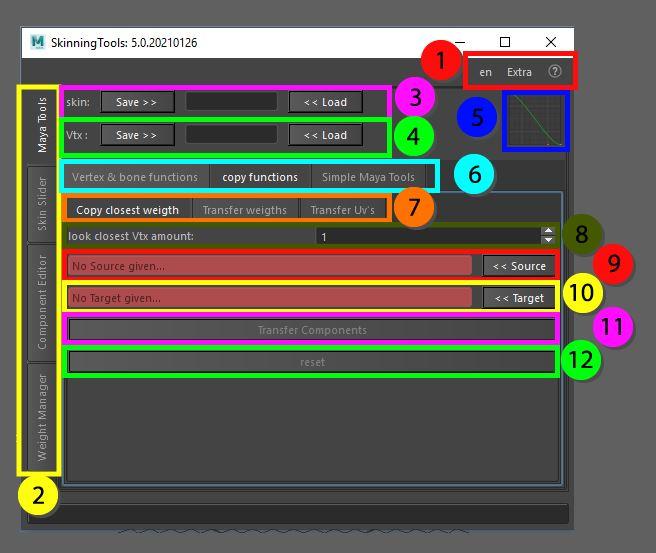 SkinningTools: 5.0.20210126
1
en Extra ?
skin: Save >> << Load
3
Vtx : Save >> << Load
4
5
Maya Tools
Skin Slider
Component Editor
Weight Manager
2
Vertex & bone functions copy functions Simple Maya Tools
6
Copy closest weigth Transfer weigths Transfer Uv's
7
look closest Vtx amount: 1
8
No Source given... << Source
9
No Target given... << Target
10
Transfer Components
11
reset
12